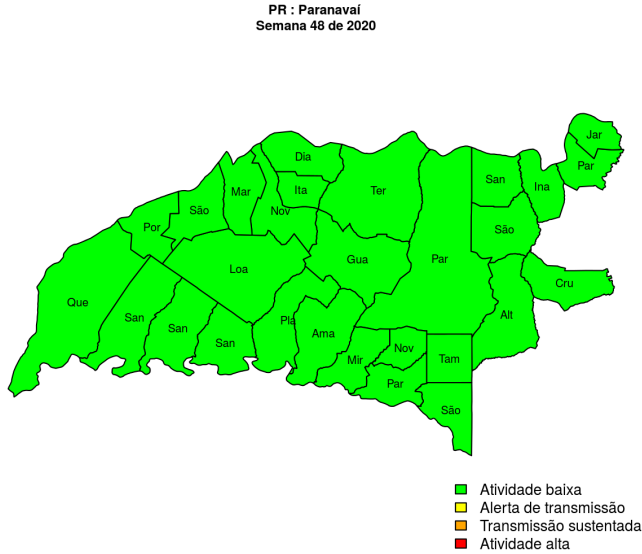 PR : Paranavaí
Semana 48 de 2020
Jar
Par
Dia
San
Ina
Ita
Mar
Ter
São
Nov
Por
São
Gua
Par
Loa
Cru
Que
San
Pla
Alt
San
Ama
San
Nov
Mir
Tam
Par
São
Atividade baixa
Alerta de transmissão
Transmissão sustentada
Atividade alta